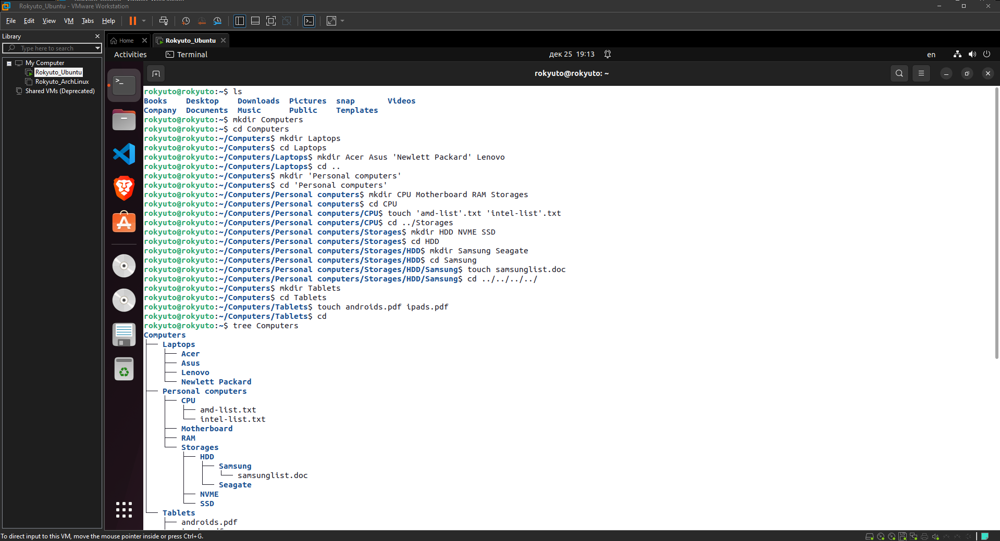 Rokyuto_Ubuntu - VMware Workstation
File Edit View VM Tabs Help
Library
Home Rokyuto_Ubuntu
Type here to search
Activities Terminal дек 25 19:13 en
My Computer
Rokyuto_Ubuntu
Rokyuto_ArchLinux
Shared VMs (Deprecated)
rokyuto@rokyuto: ~
rokyuto@rokyuto:~$ ls
Books Desktop Downloads Pictures snap Videos
Company Documents Music Public Templates
rokyuto@rokyuto:~$ mkdir Computers
rokyuto@rokyuto:~$ cd Computers
rokyuto@rokyuto:~/Computers$ mkdir Laptops
rokyuto@rokyuto:~/Computers$ cd Laptops
rokyuto@rokyuto:~/Computers/Laptops$ mkdir Acer Asus 'Newlett Packard' Lenovo
rokyuto@rokyuto:~/Computers/Laptops$ cd ..
rokyuto@rokyuto:~/Computers$ mkdir 'Personal computers'
rokyuto@rokyuto:~/Computers$ cd 'Personal computers'
rokyuto@rokyuto:~/Computers/Personal computers$ mkdir CPU Motherboard RAM Storages
rokyuto@rokyuto:~/Computers/Personal computers$ cd CPU
rokyuto@rokyuto:~/Computers/Personal computers/CPU$ touch 'amd-list'.txt 'intel-list'.txt
rokyuto@rokyuto:~/Computers/Personal computers/CPU$ cd ../Storages
rokyuto@rokyuto:~/Computers/Personal computers/Storages$ mkdir HDD NVME SSD
rokyuto@rokyuto:~/Computers/Personal computers/Storages$ cd HDD
rokyuto@rokyuto:~/Computers/Personal computers/Storages/HDD$ mkdir Samsung Seagate
rokyuto@rokyuto:~/Computers/Personal computers/Storages/HDD$ cd Samsung
rokyuto@rokyuto:~/Computers/Personal computers/Storages/HDD/Samsung$ touch samsunglist.doc
rokyuto@rokyuto:~/Computers/Personal computers/Storages/HDD/Samsung$ cd ../../../../
rokyuto@rokyuto:~/Computers$ mkdir Tablets
rokyuto@rokyuto:~/Computers$ cd Tablets
rokyuto@rokyuto:~/Computers/Tablets$ touch androids.pdf ipads.pdf
rokyuto@rokyuto:~/Computers/Tablets$ cd
rokyuto@rokyuto:~$ tree Computers
Computers
├── Laptops
│   ├── Acer
│   ├── Asus
│   ├── Lenovo
│   └── Newlett Packard
├── Personal computers
│   ├── CPU
│   │   ├── amd-list.txt
│   │   └── intel-list.txt
│   ├── Motherboard
│   ├── RAM
│   └── Storages
│       ├── HDD
│       │   ├── Samsung
│       │   │   └── samsunglist.doc
│       │   └── Seagate
│       ├── NVME
│       └── SSD
└── Tablets
    ├── androids.pdf
To direct input to this VM, move the mouse pointer inside or press Ctrl+G.